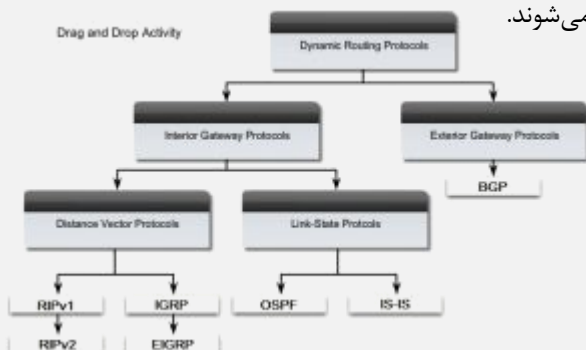 می‌شوند.
Drag and Drop Activity
Dynamic Routing Protocols
Interior Gateway Protocols
Exterior Gateway Protocols
BGP
Distance Vector Protocols
Link-State Protcols
RIPv1
IGRP
OSPF
IS-IS
RIPv2
EIGRP